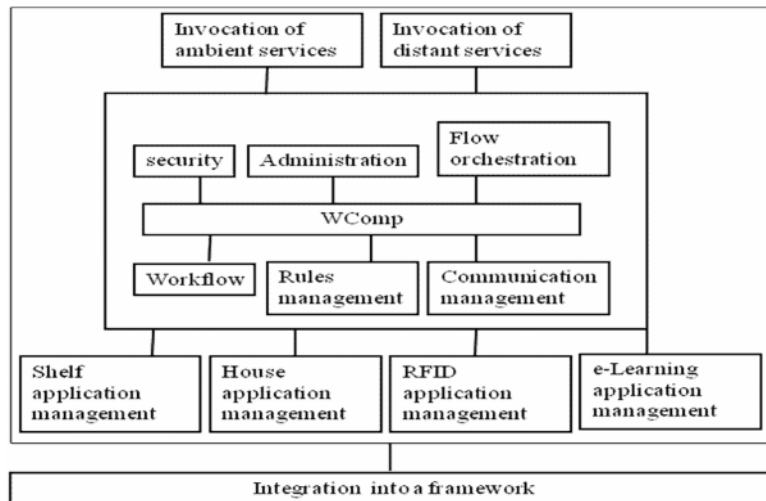 Invocation of
ambient services
Invocation of
distant services
security
Administration
Flow
orchestration
WComp
Workflow
Rules
management
Communication
management
Shelf
application
management
House
application
management
RFID
application
management
e-Learning
application
management
Integration into a framework